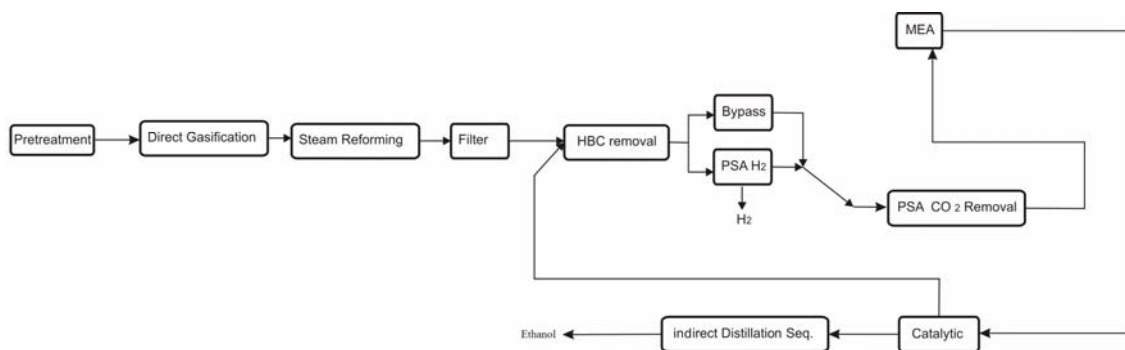 MEA
Pretreatment
Direct Gasification
Steam Reforming
Filter
HBC removal
Bypass
PSA H2
H2
PSA CO 2 Removal
Ethanol
indirect Distillation Seq.
Catalytic